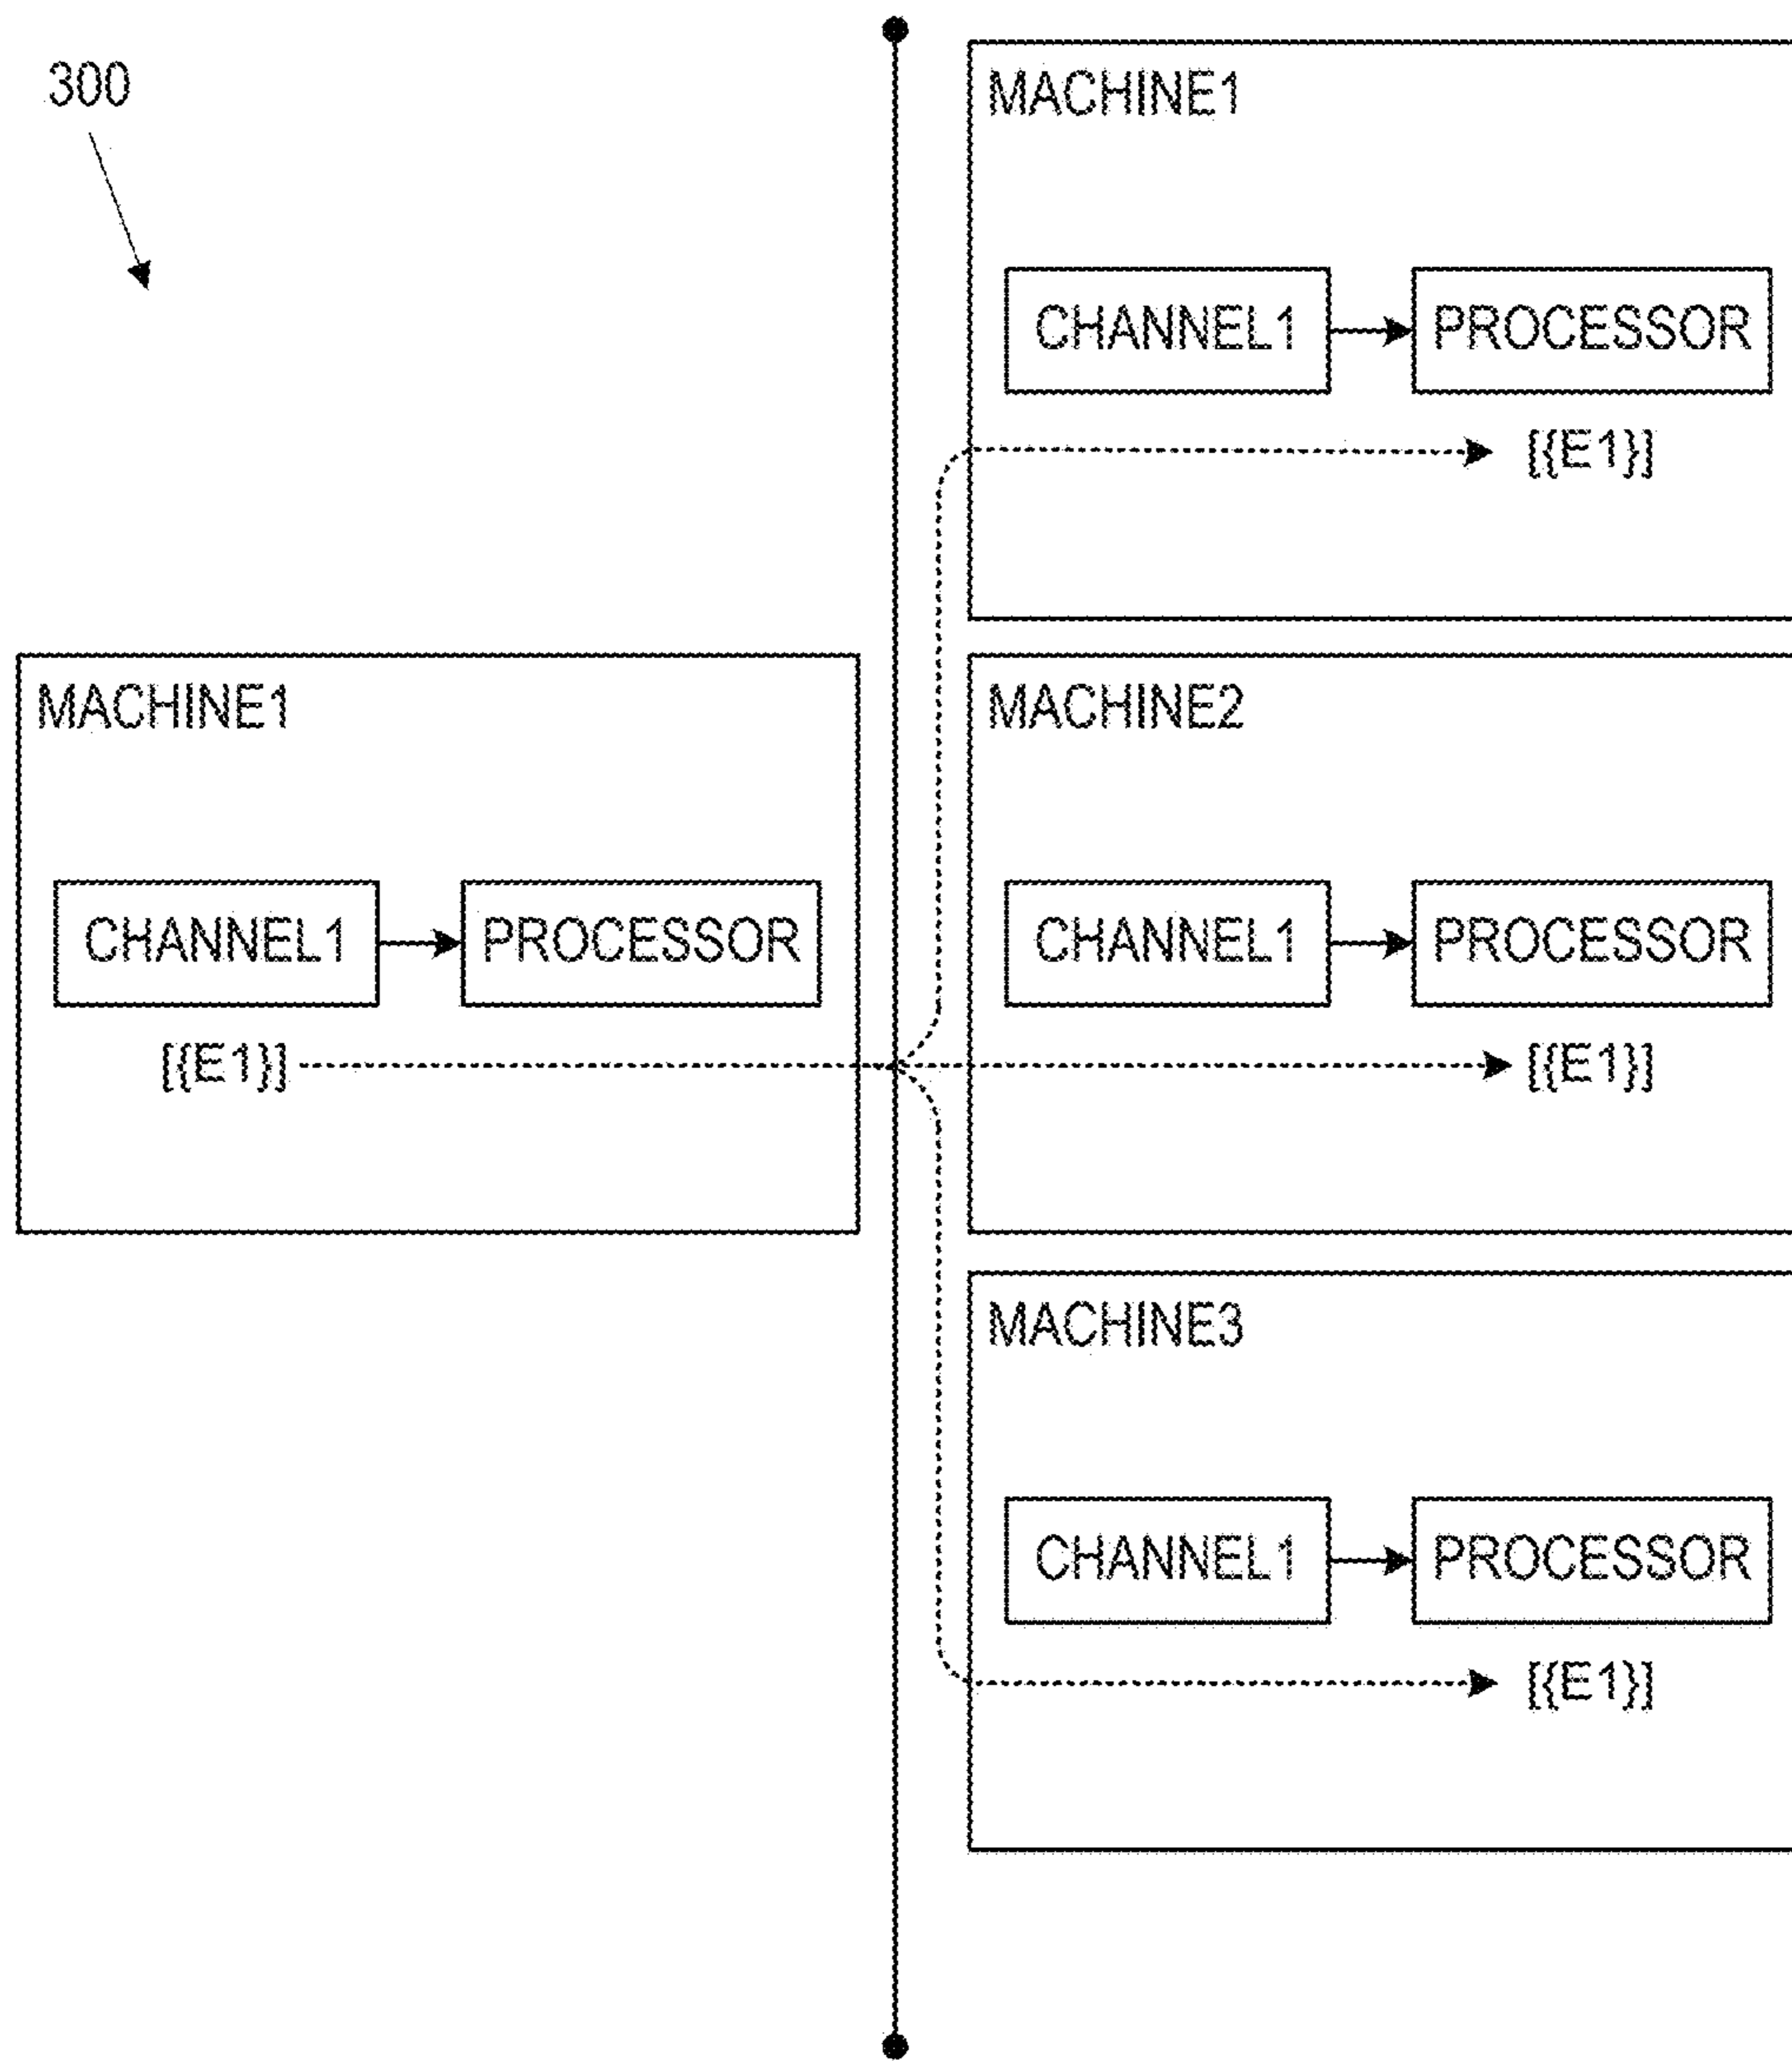 300
MACHINE1
CHANNEL1
PROCESSOR
[{E1}]
MACHINE1
CHANNEL1
PROCESSOR
[{E1}]
MACHINE2
CHANNEL1
PROCESSOR
[{E1}]
MACHINE3
CHANNEL1
PROCESSOR
[{E1}]